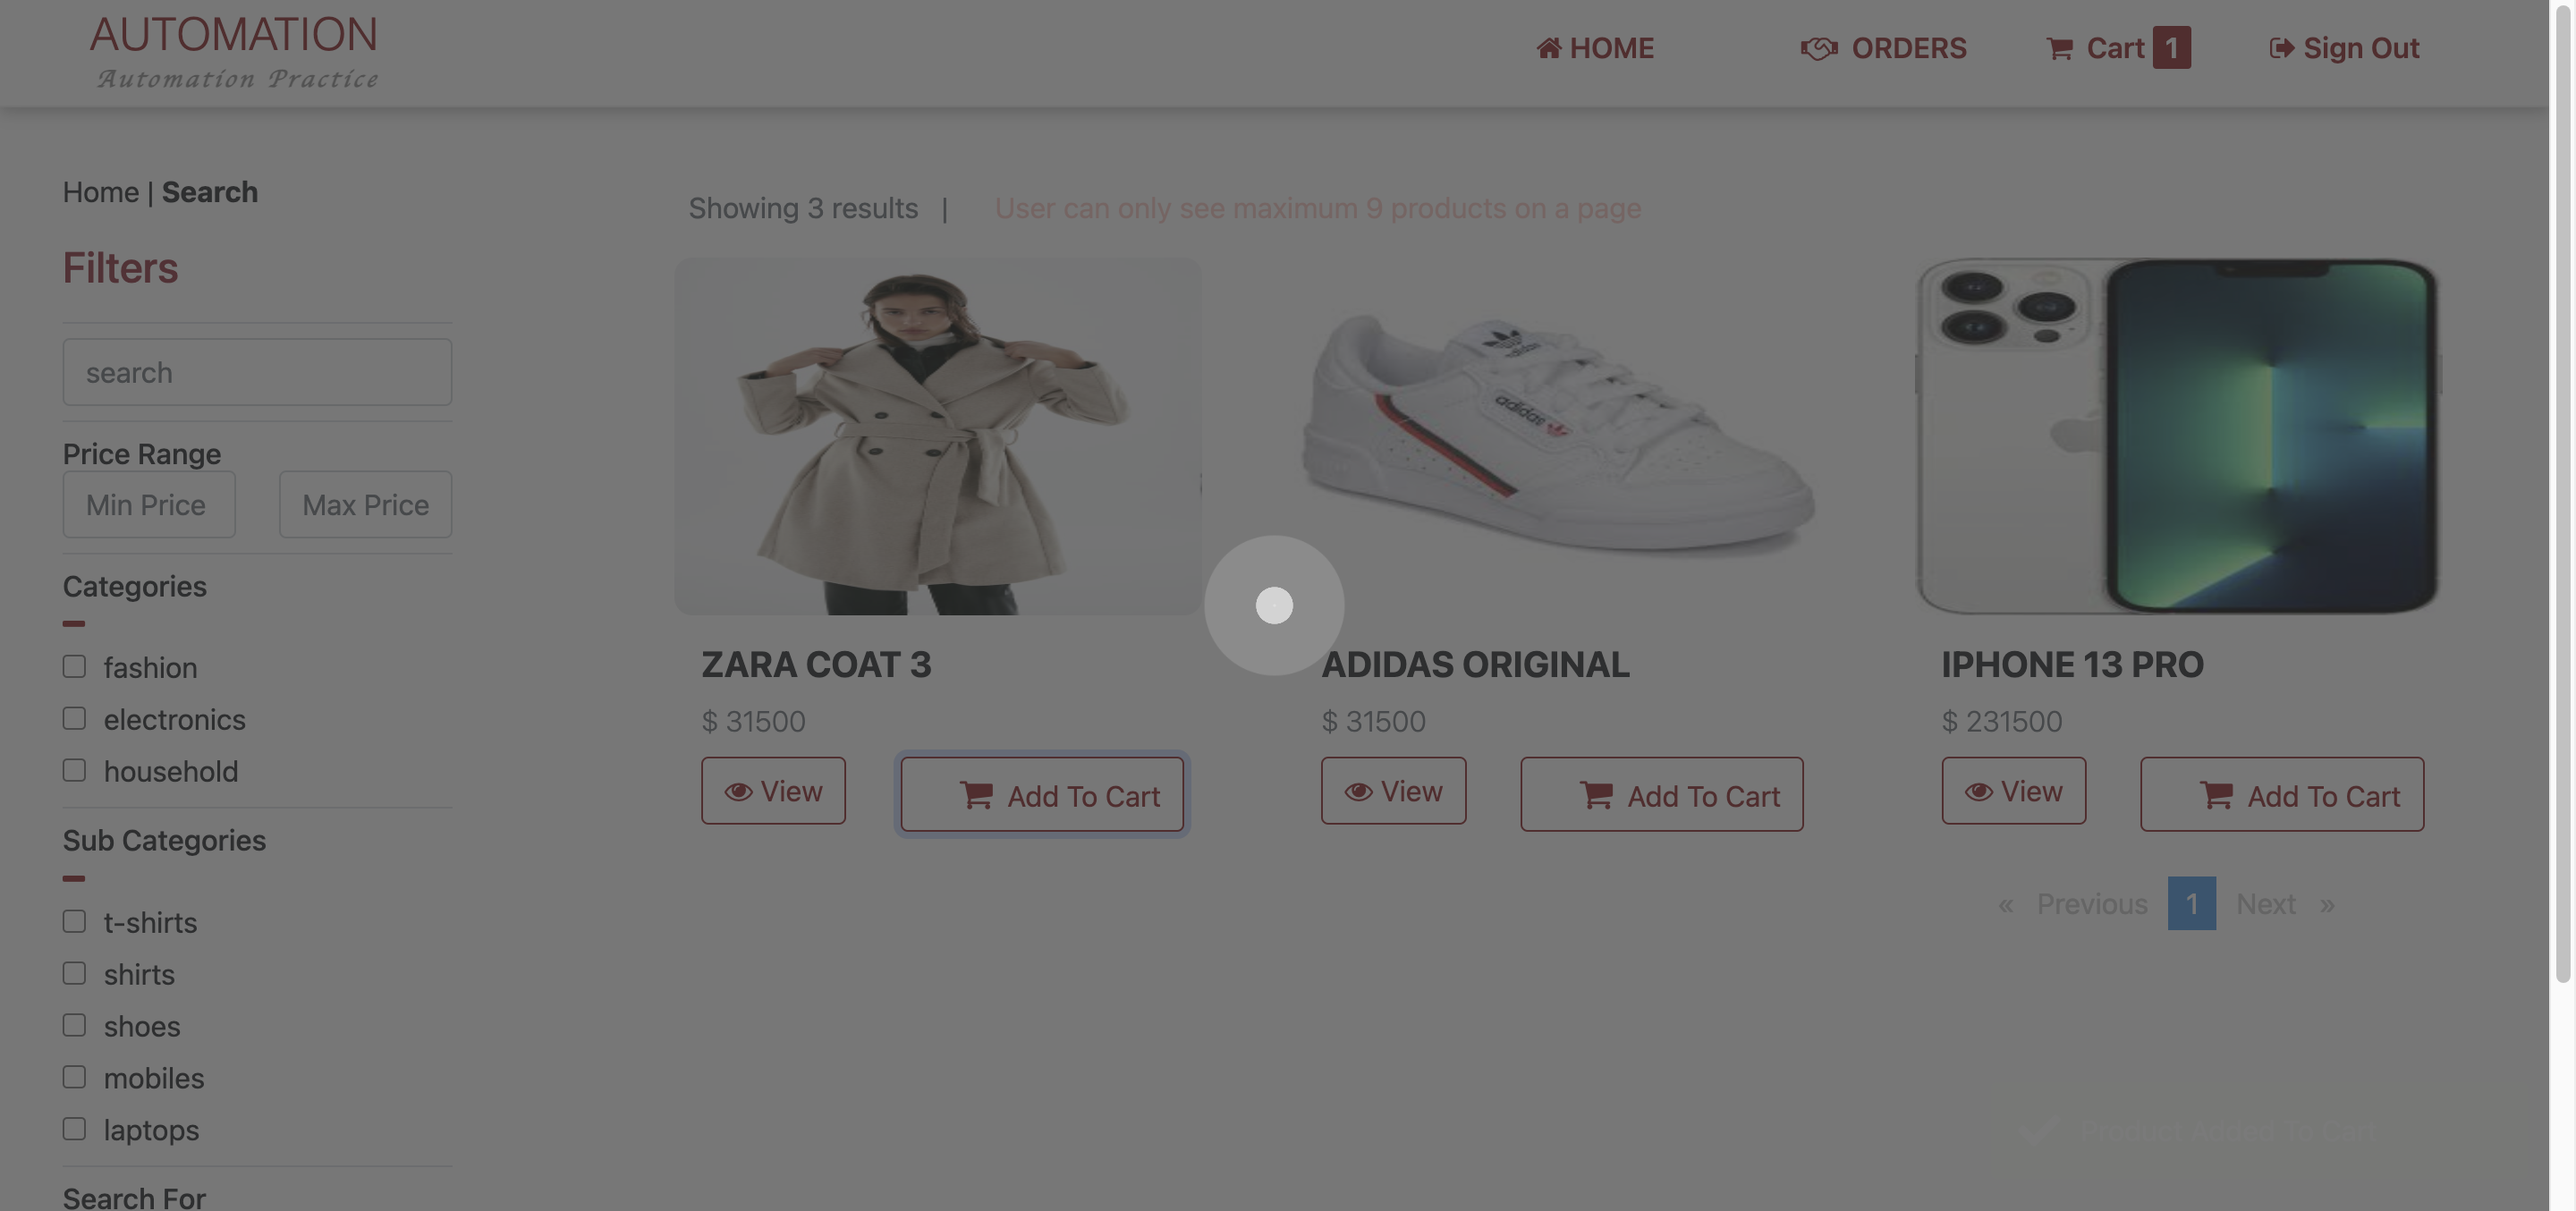 AUTOMATION
Automation Practice
HOME
ORDERS
Cart 1
Sign Out
Home | Search
Filters
search
Price Range
Min Price
Max Price
Categories
fashion
electronics
household
Sub Categories
t-shirts
shirts
shoes
mobiles
laptops
Search For
Showing 3 results |
User can only see maximum 9 products on a page
ZARA COAT 3
$ 31500
View
Add To Cart
adidas
ADIDAS ORIGINAL
$ 31500
View
Add To Cart
IPHONE 13 PRO
$ 231500
View
Add To Cart
« Previous 1 Next »
Product Added To Cart